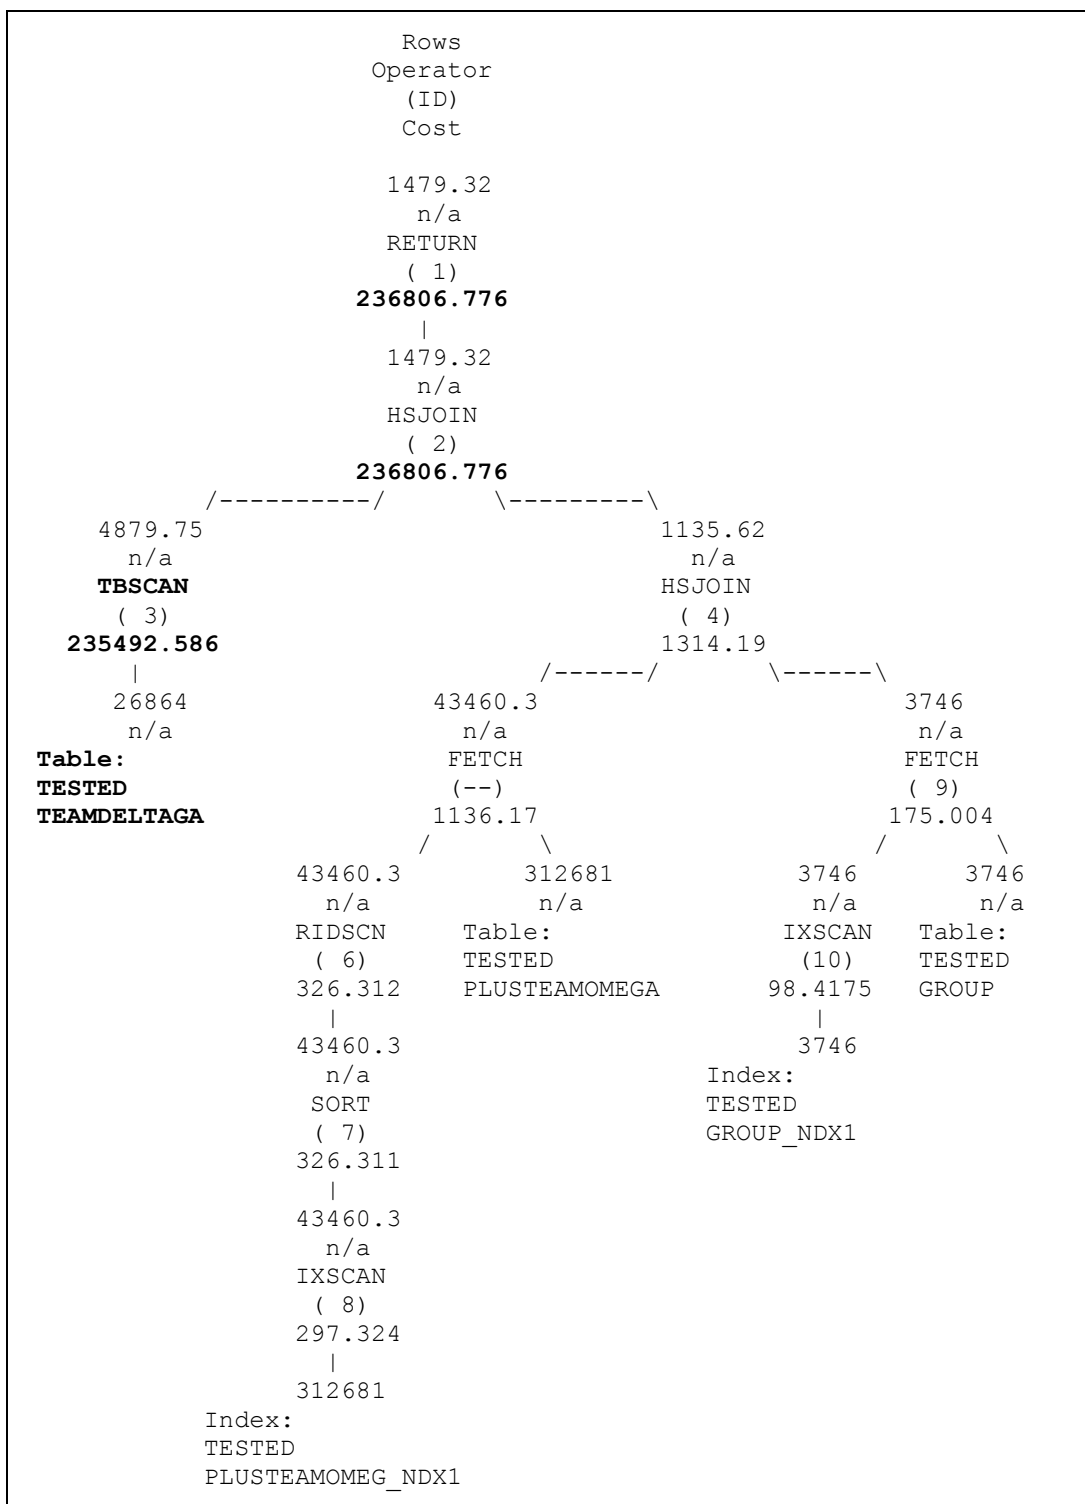 Rows
Operator
(ID)
Cost
1479.32
n/a
RETURN
( 1)
236806.776
|
1479.32
n/a
HSJOIN
( 2)
236806.776
/----------/ \---------\
4879.75 1135.62
n/a n/a
TBSCAN HSJOIN
( 3) ( 4)
235492.586 1314.19
| /------/ \------\
26864 43460.3 3746
n/a n/a n/a
Table: FETCH FETCH
TESTED (--) ( 9)
TEAMDELTAGA 1136.17 175.004
/ \ / \
43460.3 312681 3746 3746
n/a n/a n/a n/a
RIDSCN Table: IXSCAN Table:
( 6) TESTED (10) TESTED
326.312 PLUSTEAMOMEGA 98.4175 GROUP
| |
43460.3 3746
n/a Index:
SORT TESTED
( 7) GROUP_NDX1
326.311
|
43460.3
n/a
IXSCAN
( 8)
297.324
|
312681
Index:
TESTED
PLUSTEAMOMEG_NDX1